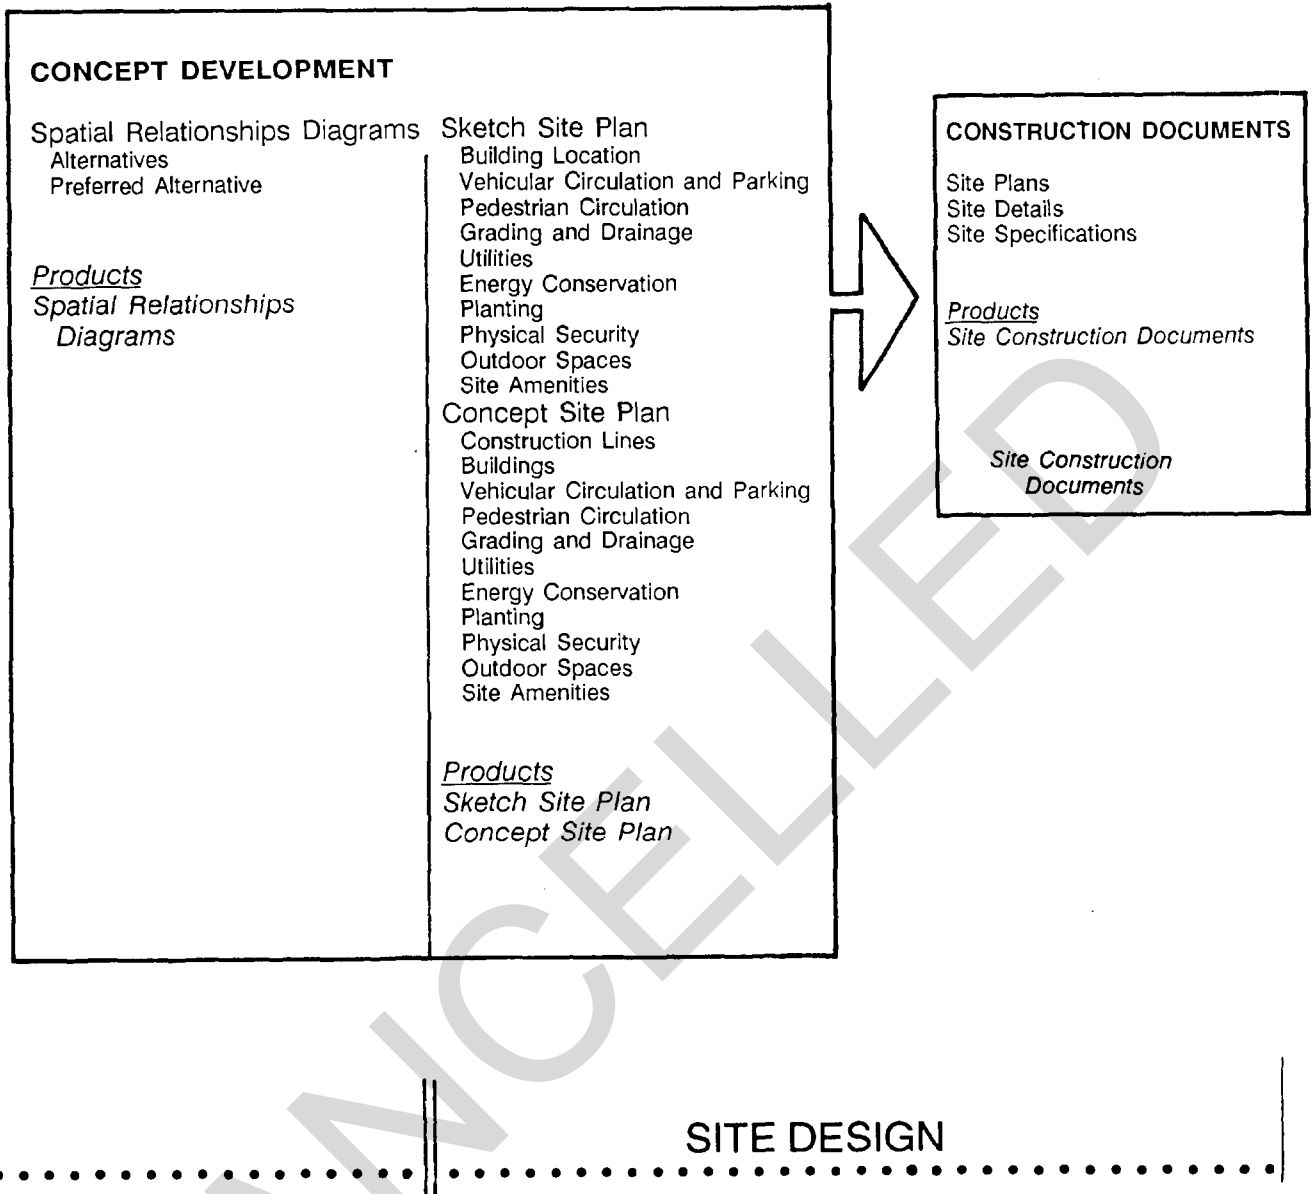 CONCEPT DEVELOPMENT
Spatial Relationships Diagrams
Alternatives
Preferred Alternative
Products
Spatial Relationships
Diagrams
Sketch Site Plan
Building Location
Vehicular Circulation and Parking
Pedestrian Circulation
Grading and Drainage
Utilities
Energy Conservation
Planting
Physical Security
Outdoor Spaces
Site Amenities
Concept Site Plan
Construction Lines
Buildings
Vehicular Circulation and Parking
Pedestrian Circulation
Grading and Drainage
Utilities
Energy Conservation
Planting
Physical Security
Outdoor Spaces
Site Amenities
Products
Sketch Site Plan
Concept Site Plan
CONSTRUCTION DOCUMENTS
Site Plans
Site Details
Site Specifications
Products
Site Construction Documents
Site Construction
Documents
SITE DESIGN
NCELLED